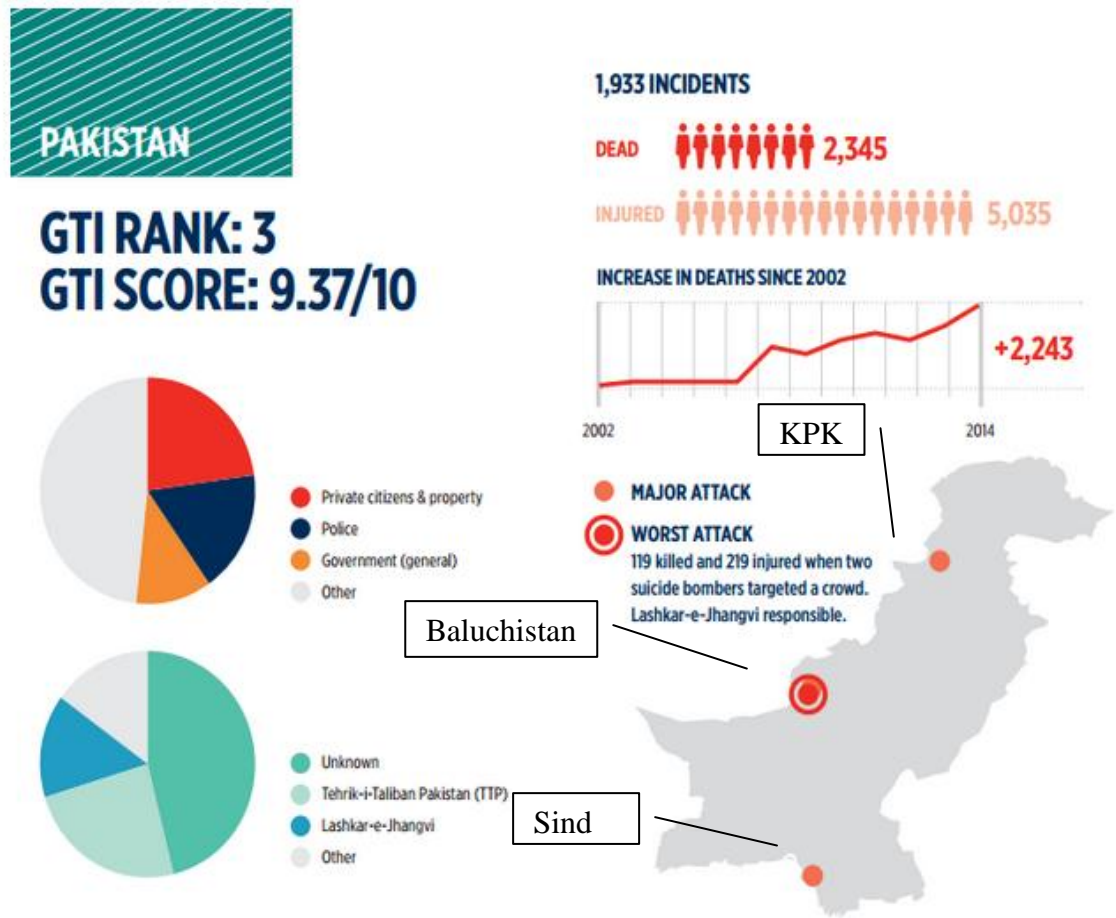 PAKISTAN
GTI RANK: 3
GTI SCORE: 9.37/10
1,933 INCIDENTS
DEAD 2,345
INJURED 5,035
INCREASE IN DEATHS SINCE 2002
+2,243
2002 2014
KPK
Private citizens & property
Police
Government (general)
Other
MAJOR ATTACK
WORST ATTACK
119 killed and 219 injured when two
suicide bombers targeted a crowd.
Lashkar-e-Jhangvi responsible.
Baluchistan
Unknown
Tehrik-i-Taliban Pakistan (TTP)
Lashkar-e-Jhangvi
Other
Sind